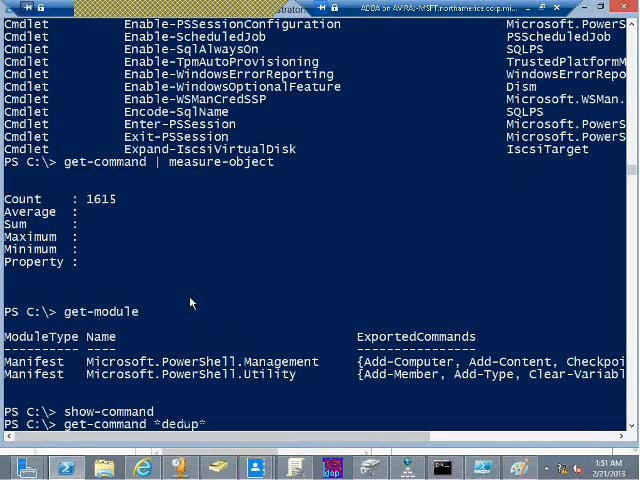 strator:
ADBA on AVIRAJ-MSFT.northamerica.corp.mi...
Cmdlet Enable-PSSessionConfiguration Microsoft.PowerS
Cmdlet Enable-ScheduledJob PSScheduledJob
Cmdlet Enable-SqlAlwaysOn SQLPS
Cmdlet Enable-TpmAutoProvisioning TrustedPlatformM
Cmdlet Enable-WindowsErrorReporting WindowsErrorRepo
Cmdlet Enable-WindowsOptionalFeature Dism
Cmdlet Enable-WSManCredSSP Microsoft.WSMan.
Cmdlet Encode-SqlName SQLPS
Cmdlet Enter-PSSession Microsoft.PowerS
Cmdlet Exit-PSSession Microsoft.PowerS
Cmdlet Expand-IscsiVirtualDisk IscsiTarget
PS C:\> get-command | measure-object
Count : 1615
Average :
Sum :
Maximum :
Minimum :
Property :
PS C:\> get-module
ModuleType Name ExportedCommands
---------- ---- ----------------
Manifest Microsoft.PowerShell.Management {Add-Computer, Add-Content, Checkpoi
Manifest Microsoft.PowerShell.Utility {Add-Member, Add-Type, Clear-Variabl
PS C:\> show-command
PS C:\> get-command *dedup*
dap
1:51 AM
2/21/2013